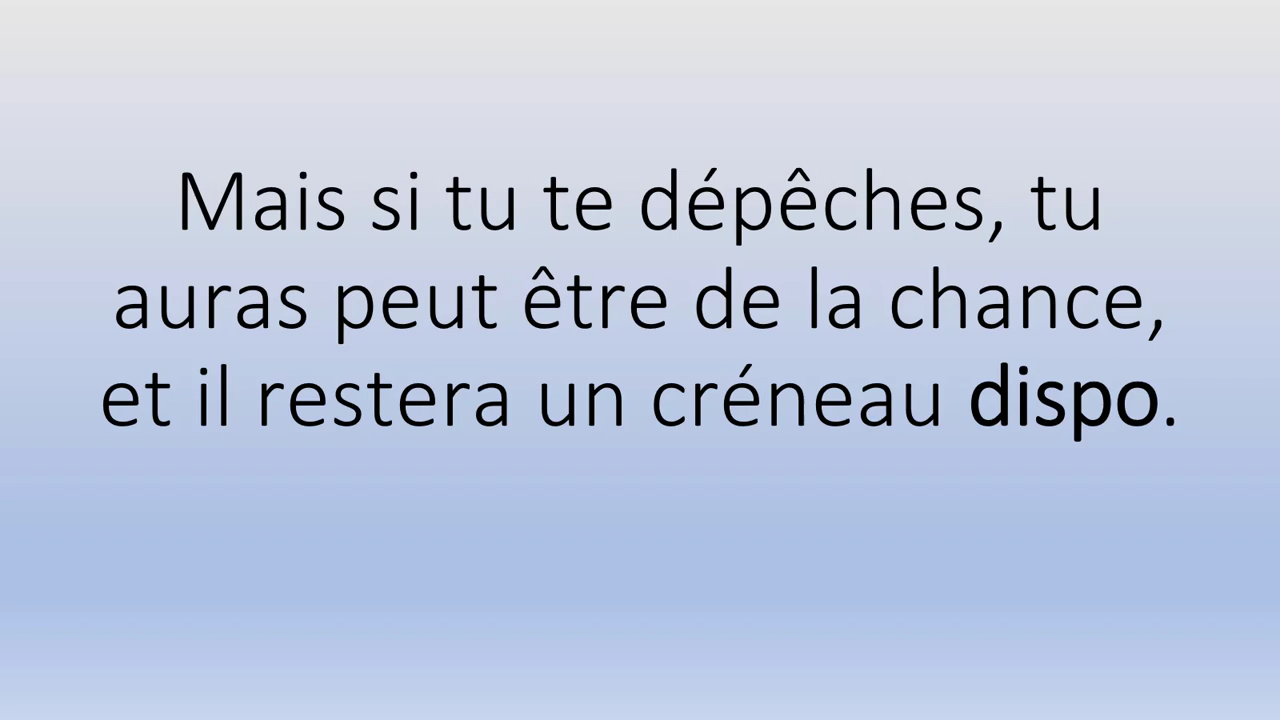 Mais si tu te dépêches, tu
auras peut être de la chance,
et il restera un créneau dispo.